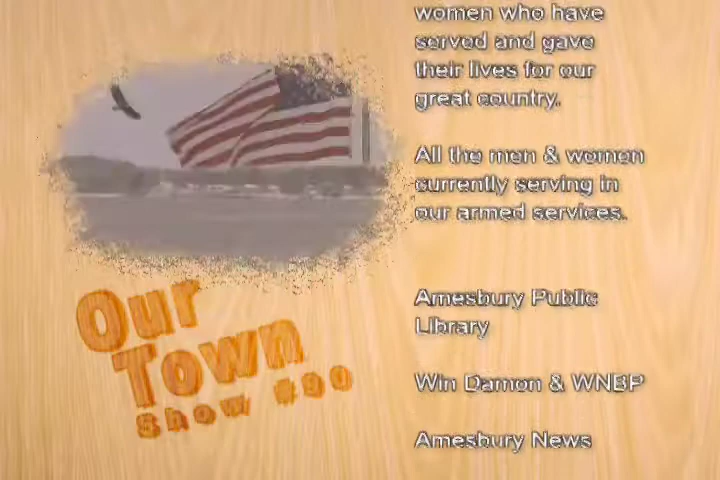 women who have
served and gave
their lives for our
great country.
All the men & women
currently serving in
our armed services.
Amesbury Public
Library
Win Damon & WNBP
Amesbury News
Our
Town
Show #90